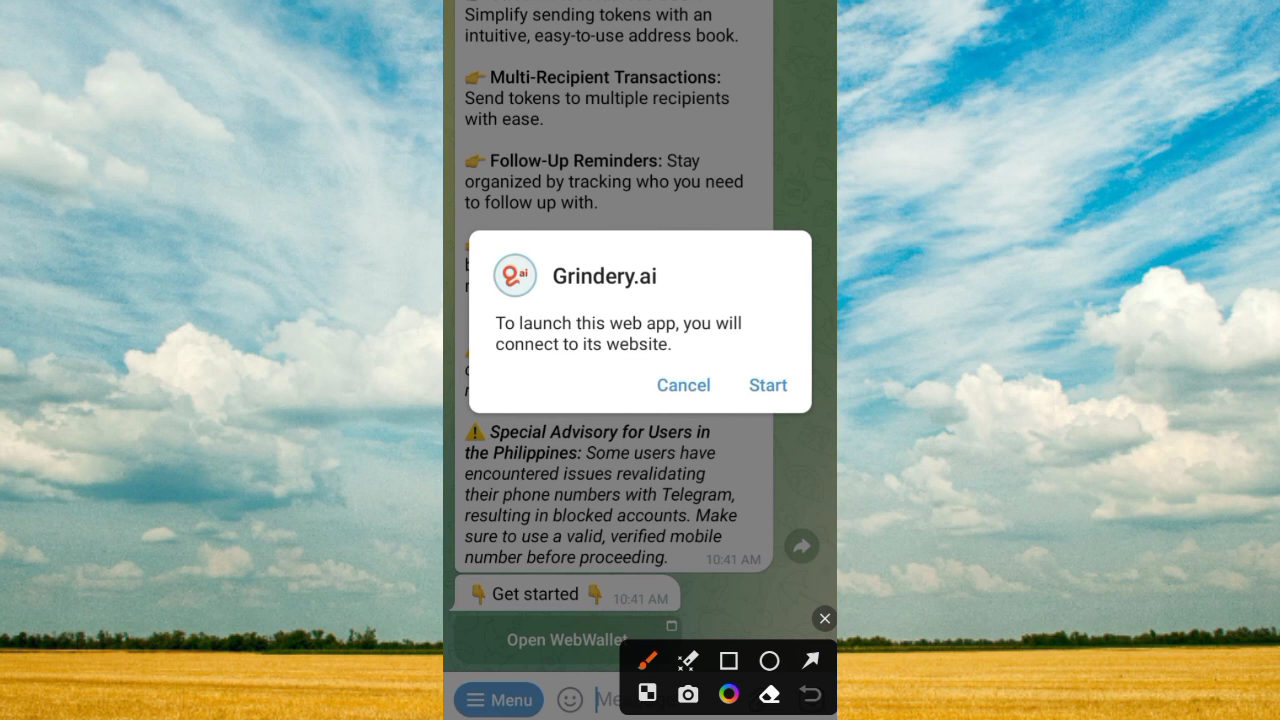 Simplify sending tokens with an
intuitive, easy-to-use address book.
👉 Multi-Recipient Transactions:
Send tokens to multiple recipients
with ease.
👉 Follow-Up Reminders: Stay
organized by tracking who you need
to follow up with.
ai
Grindery.ai
To launch this web app, you will
connect to its website.
Cancel Start
⚠️ Special Advisory for Users in
the Philippines: Some users have
encountered issues revalidating
their phone numbers with Telegram,
resulting in blocked accounts. Make
sure to use a valid, verified mobile
number before proceeding. 10:41 AM
👇 Get started 👇 10:41 AM
Open WebWallet
Menu